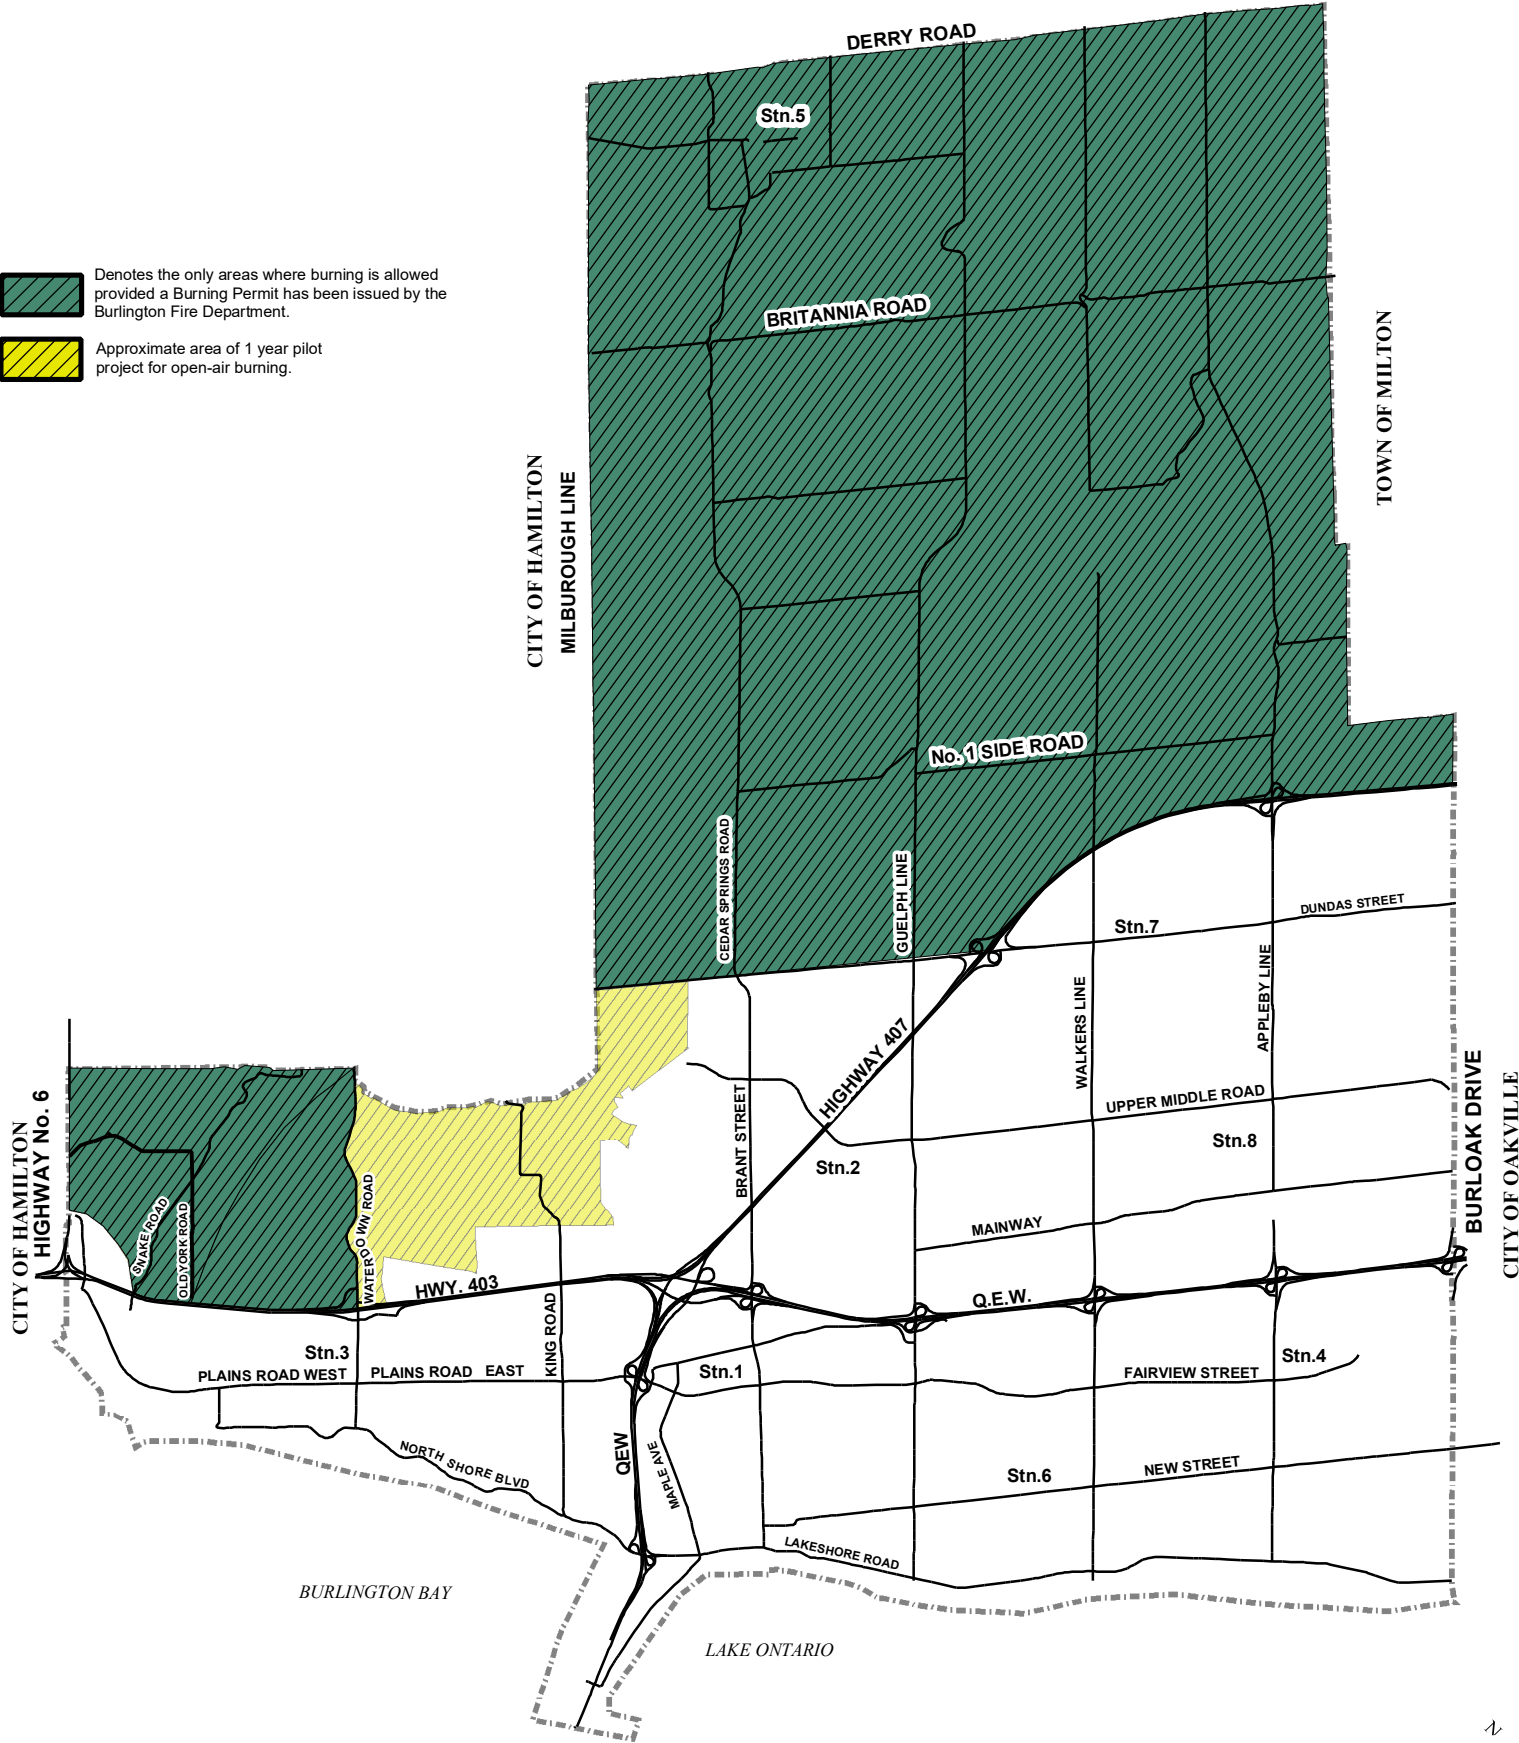 DERRY ROAD
Stn.5
Denotes the only areas where burning is allowed
provided a Burning Permit has been issued by the
Burlington Fire Department.
Approximate area of 1 year pilot
project for open-air burning.
BRITANNIA ROAD
TOWN OF MILTON
CITY OF HAMILTON
MILBOROUGH LINE
No. 1 SIDE ROAD
CEDAR SPRINGS ROAD
GUELPH LINE
DUNDAS STREET
Stn.7
APPLEBY LINE
WALKERS LINE
HIGHWAY 407
UPPER MIDDLE ROAD
BRANT STREET
Stn.8
Stn.2
BURLOAK DRIVE
CITY OF OAKVILLE
CITY OF HAMILTON
HIGHWAY No. 6
SNAKE ROAD
OLD YORK ROAD
WATERDOWN ROAD
MAINWAY
HWY. 403
Q.E.W.
KING ROAD
Stn.3
Stn.1
Stn.4
PLAINS ROAD WEST
PLAINS ROAD EAST
FAIRVIEW STREET
NORTH SHORE BLVD
QEW
MAPLE AVE
Stn.6
NEW STREET
LAKESHORE ROAD
BURLINGTON BAY
LAKE ONTARIO
N